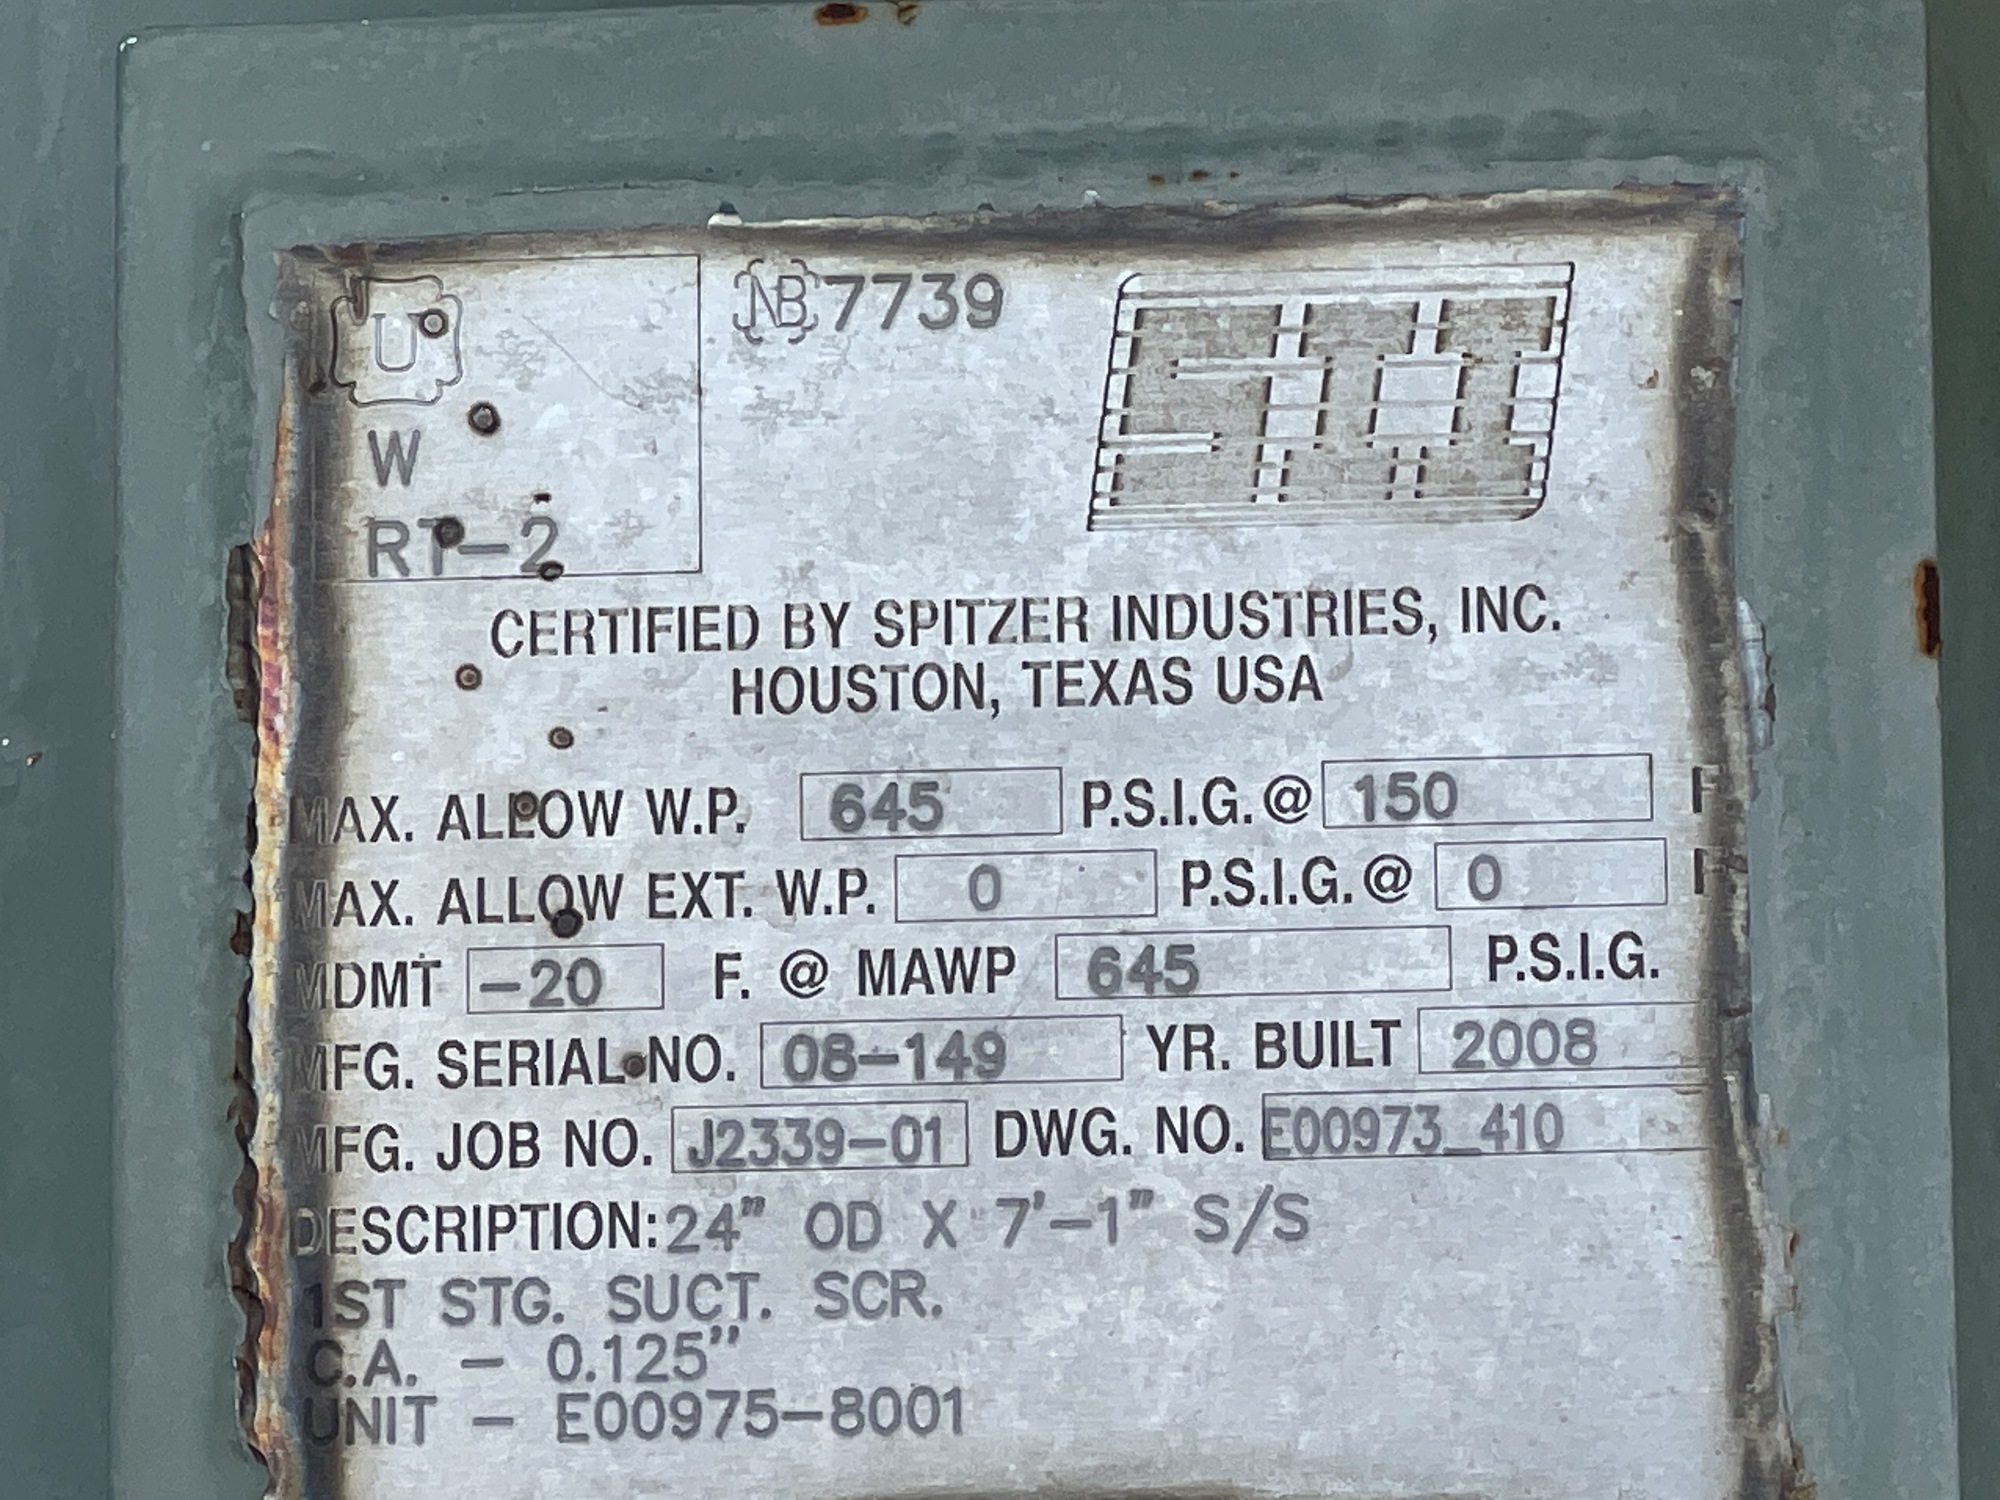 U
NB 7739
SII
W
RT-2
CERTIFIED BY SPITZER INDUSTRIES, INC.
HOUSTON, TEXAS USA
MAX. ALLOW W.P. 645 P.S.I.G. @ 150 F.
MAX. ALLOW EXT. W.P. 0 P.S.I.G. @ 0 F.
MDMT -20 F. @ MAWP 645 P.S.I.G.
MFG. SERIAL NO. 08-149 YR. BUILT 2008
MFG. JOB NO. J2339-01 DWG. NO. E00973_410
DESCRIPTION: 24" OD X 7'-1" S/S
1ST STG. SUCT. SCR.
C.A. - 0.125"
UNIT - E00975-8001